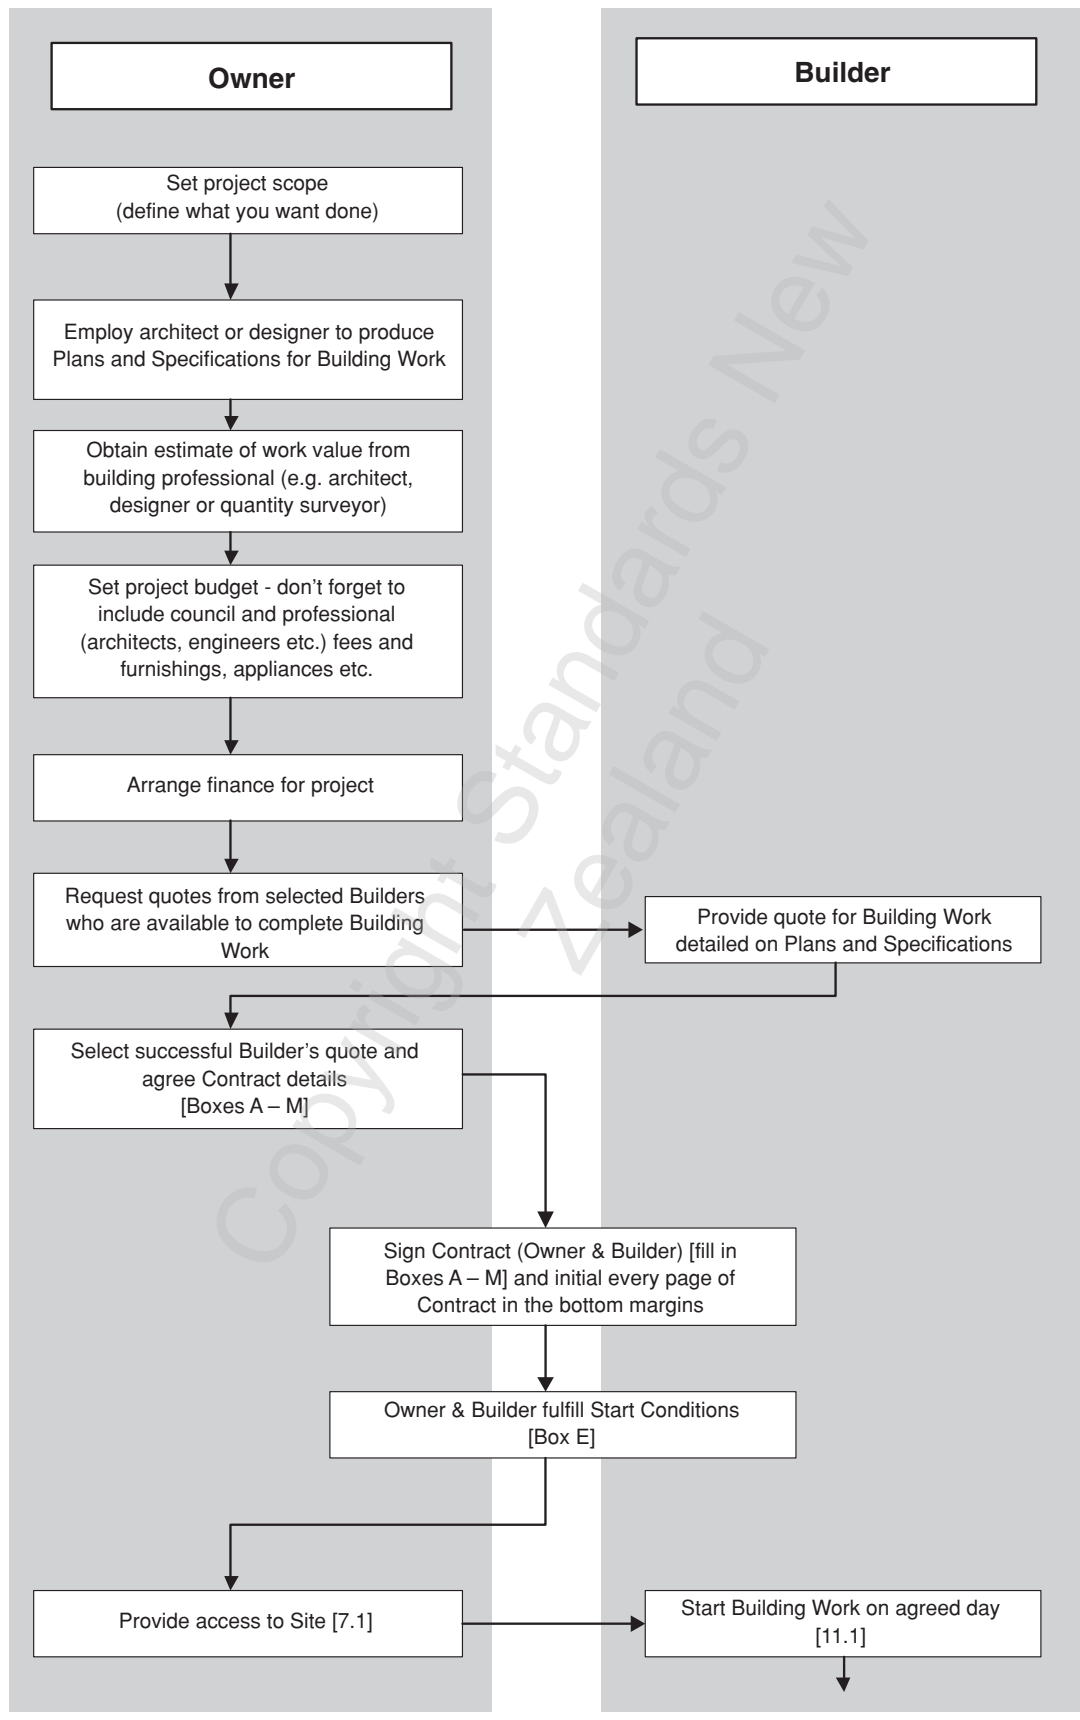 Owner
Builder
Set project scope
(define what you want done)
Employ architect or designer to produce
Plans and Specifications for Building Work
Obtain estimate of work value from
building professional (e.g. architect,
designer or quantity surveyor)
Set project budget - don't forget to
include council and professional
(architects, engineers etc.) fees and
furnishings, appliances etc.
Arrange finance for project
Request quotes from selected Builders
who are available to complete Building
Work
Provide quote for Building Work
detailed on Plans and Specifications
Select successful Builder's quote and
agree Contract details
[Boxes A – M]
Sign Contract (Owner & Builder) [fill in
Boxes A – M] and initial every page of
Contract in the bottom margins
Owner & Builder fulfill Start Conditions
[Box E]
Provide access to Site [7.1]
Start Building Work on agreed day
[11.1]
Copyright Standards New
Zealand